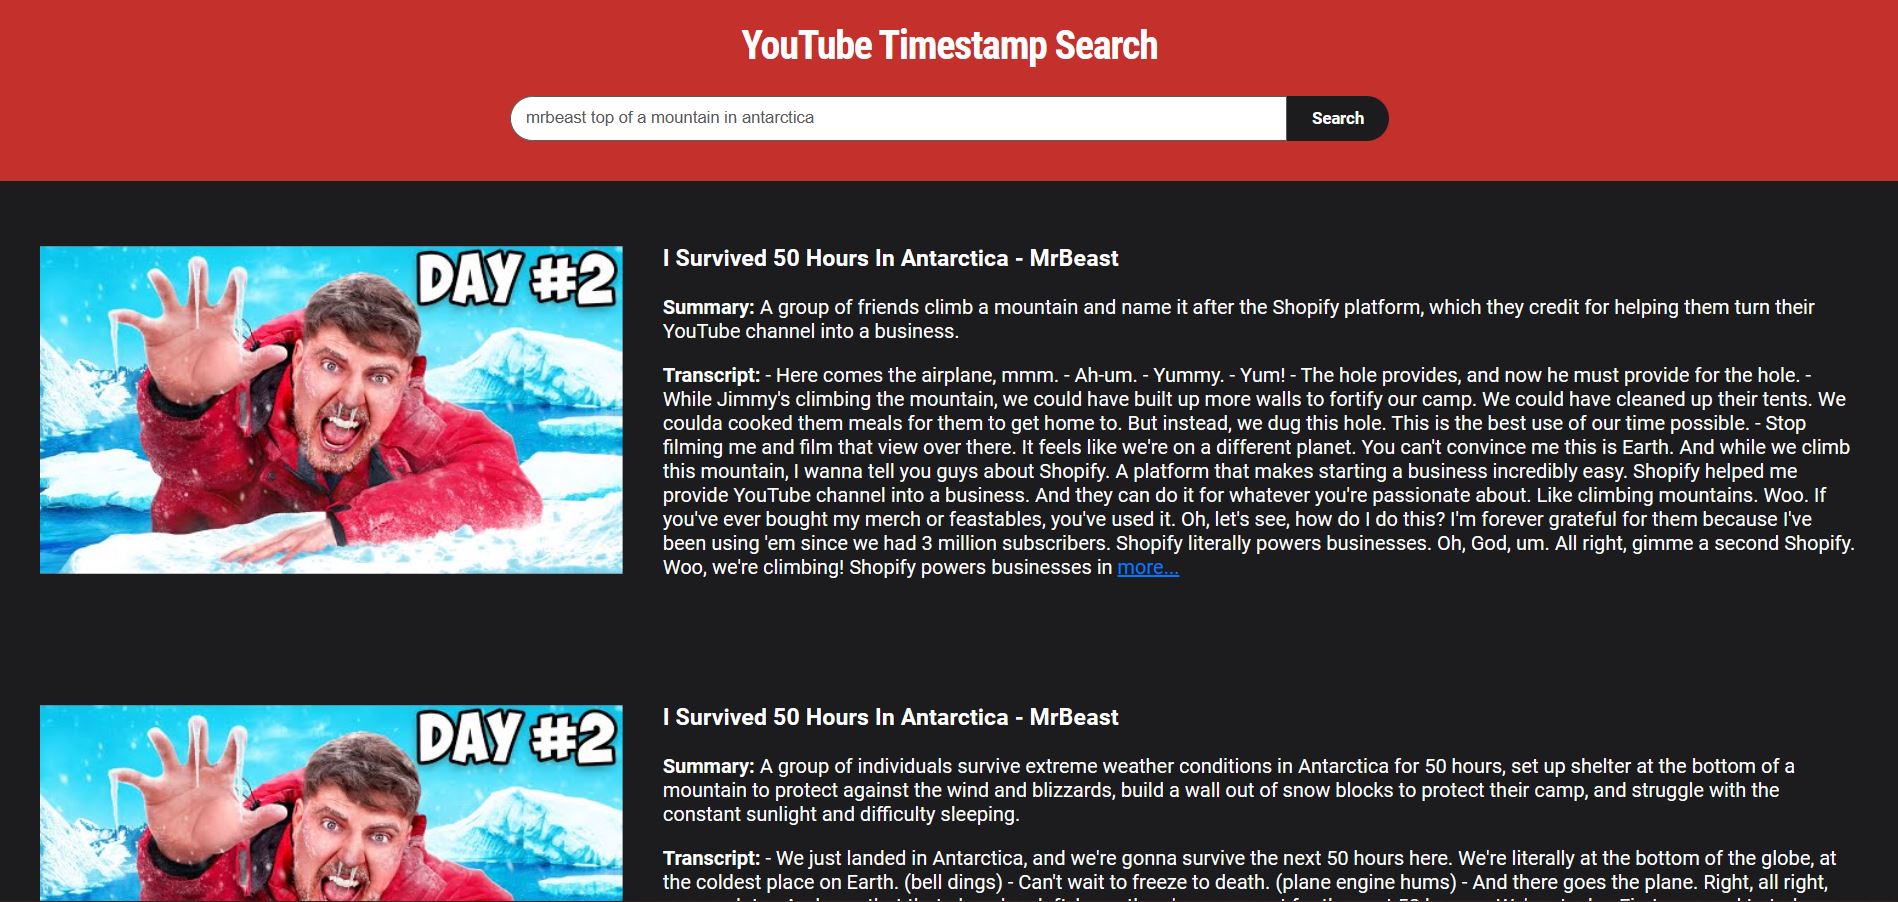 YouTube Timestamp Search
mrbeast top of a mountain in antarctica
Search
DAY #2
I Survived 50 Hours In Antarctica - MrBeast
Summary: A group of friends climb a mountain and name it after the Shopify platform, which they credit for helping them turn their
YouTube channel into a business.
Transcript: - Here comes the airplane, mmm. - Ah-um. - Yummy. - Yum! - The hole provides, and now he must provide for the hole. -
While Jimmy's climbing the mountain, we could have built up more walls to fortify our camp. We could have cleaned up their tents. We
coulda cooked them meals for them to get home to. But instead, we dug this hole. This is the best use of our time possible. - Stop
filming me and film that view over there. It feels like we're on a different planet. You can't convince me this is Earth. And while we climb
this mountain, I wanna tell you guys about Shopify. A platform that makes starting a business incredibly easy. Shopify helped me
provide YouTube channel into a business. And they can do it for whatever you're passionate about. Like climbing mountains. Woo. If
you've ever bought my merch or feastables, you've used it. Oh, let's see, how do I do this? I'm forever grateful for them because I've
been using 'em since we had 3 million subscribers. Shopify literally powers businesses. Oh, God, um. All right, gimme a second Shopify.
Woo, we're climbing! Shopify powers businesses in more...
DAY #2
I Survived 50 Hours In Antarctica - MrBeast
Summary: A group of individuals survive extreme weather conditions in Antarctica for 50 hours, set up shelter at the bottom of a
mountain to protect against the wind and blizzards, build a wall out of snow blocks to protect their camp, and struggle with the
constant sunlight and difficulty sleeping.
Transcript: - We just landed in Antarctica, and we're gonna survive the next 50 hours here. We're literally at the bottom of the globe, at
the coldest place on Earth. (bell dings) - Can't wait to freeze to death. (plane engine hums) - And there goes the plane. Right, all right,